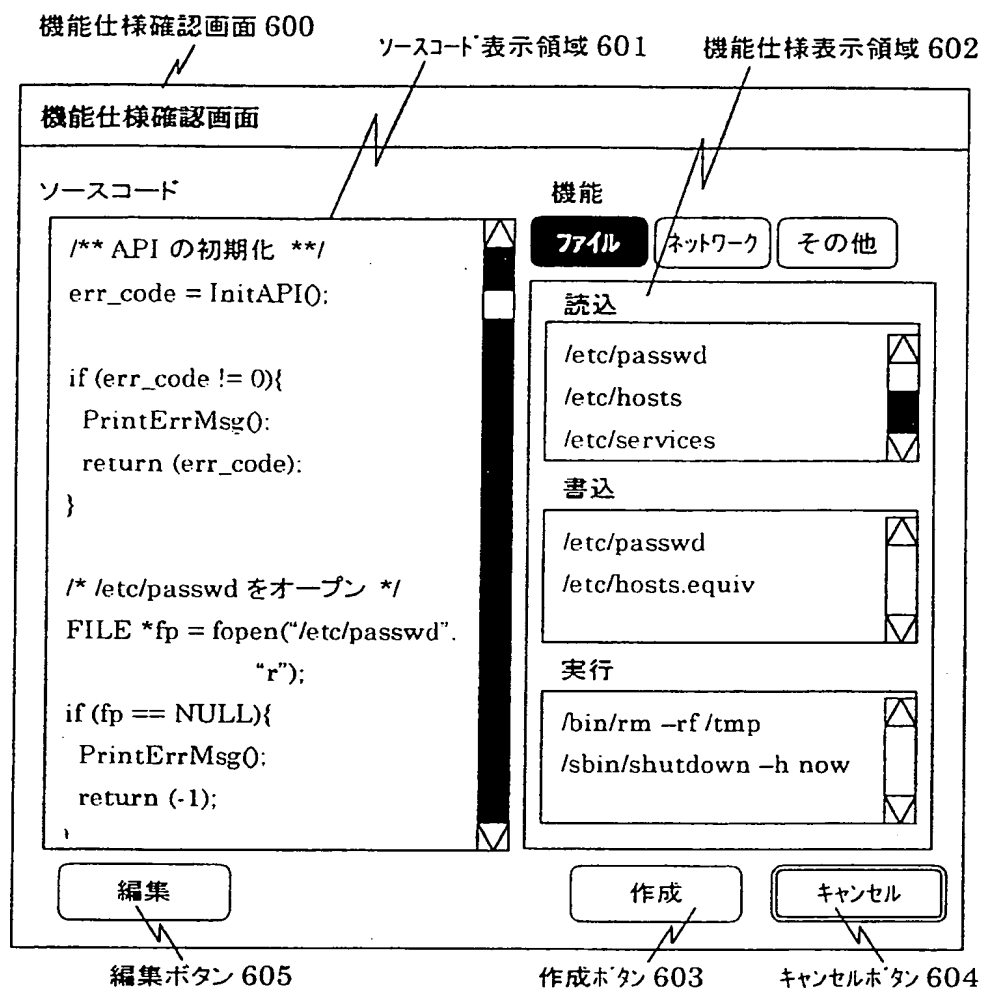 機能仕様確認画面 600
ソースコード表示領域 601
機能仕様表示領域 602
機能仕様確認画面
ソースコード
/** API の初期化 **/
err_code = InitAPI();
if (err_code != 0){
PrintErrMsg();
return (err_code);
}
/* /etc/passwd をオープン */
FILE *fp = fopen(“/etc/passwd”.
“r”);
if (fp == NULL){
PrintErrMsg();
return (-1);
}
機能
ファイル
ネットワーク
その他
読込
/etc/passwd
/etc/hosts
/etc/services
書込
/etc/passwd
/etc/hosts.equiv
実行
/bin/rm –rf /tmp
/sbin/shutdown –h now
編集
作成
キャンセル
編集ボタン 605
作成ボタン 603
キャンセルボタン 604